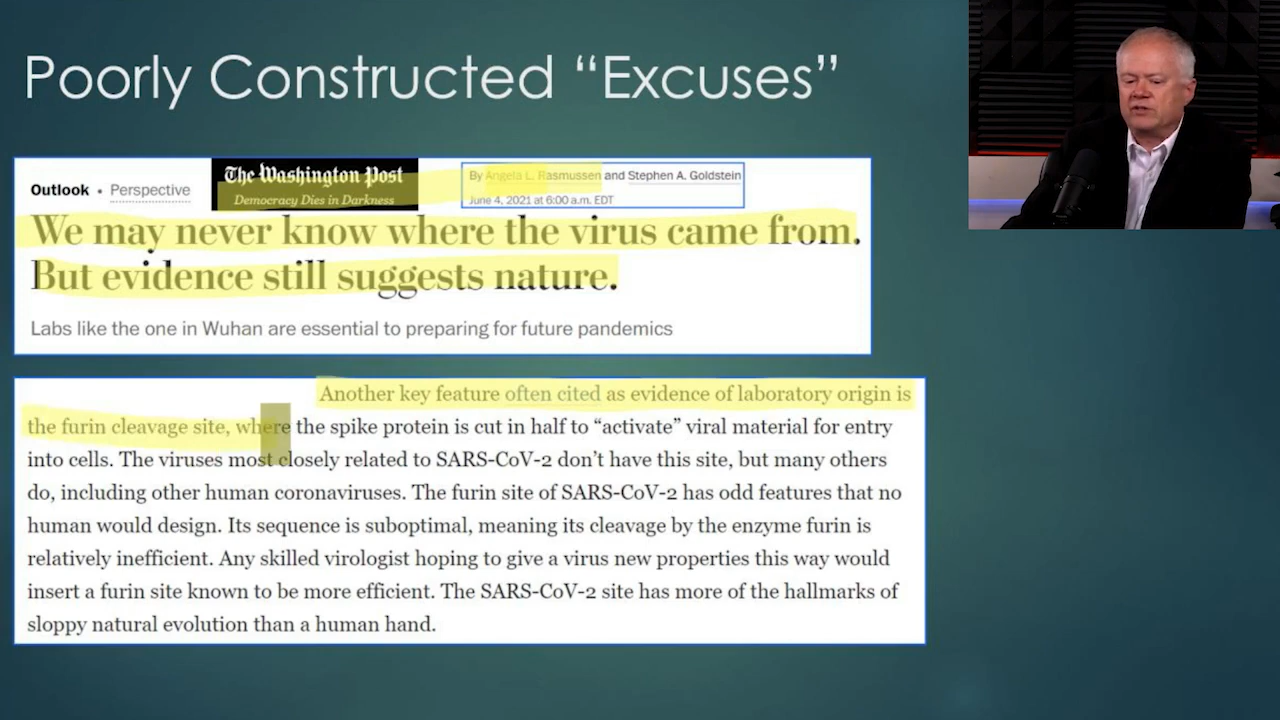 Poorly Constructed “Excuses”
Outlook • Perspective
The Washington Post
Democracy Dies in Darkness
By Angela L. Rasmussen and Stephen A. Goldstein
June 4, 2021 at 6:00 a.m. EDT
We may never know where the virus came from.
But evidence still suggests nature.
Labs like the one in Wuhan are essential to preparing for future pandemics
Another key feature often cited as evidence of laboratory origin is
the furin cleavage site, where the spike protein is cut in half to “activate” viral material for entry
into cells. The viruses most closely related to SARS-CoV-2 don’t have this site, but many others
do, including other human coronaviruses. The furin site of SARS-CoV-2 has odd features that no
human would design. Its sequence is suboptimal, meaning its cleavage by the enzyme furin is
relatively inefficient. Any skilled virologist hoping to give a virus new properties this way would
insert a furin site known to be more efficient. The SARS-CoV-2 site has more of the hallmarks of
sloppy natural evolution than a human hand.